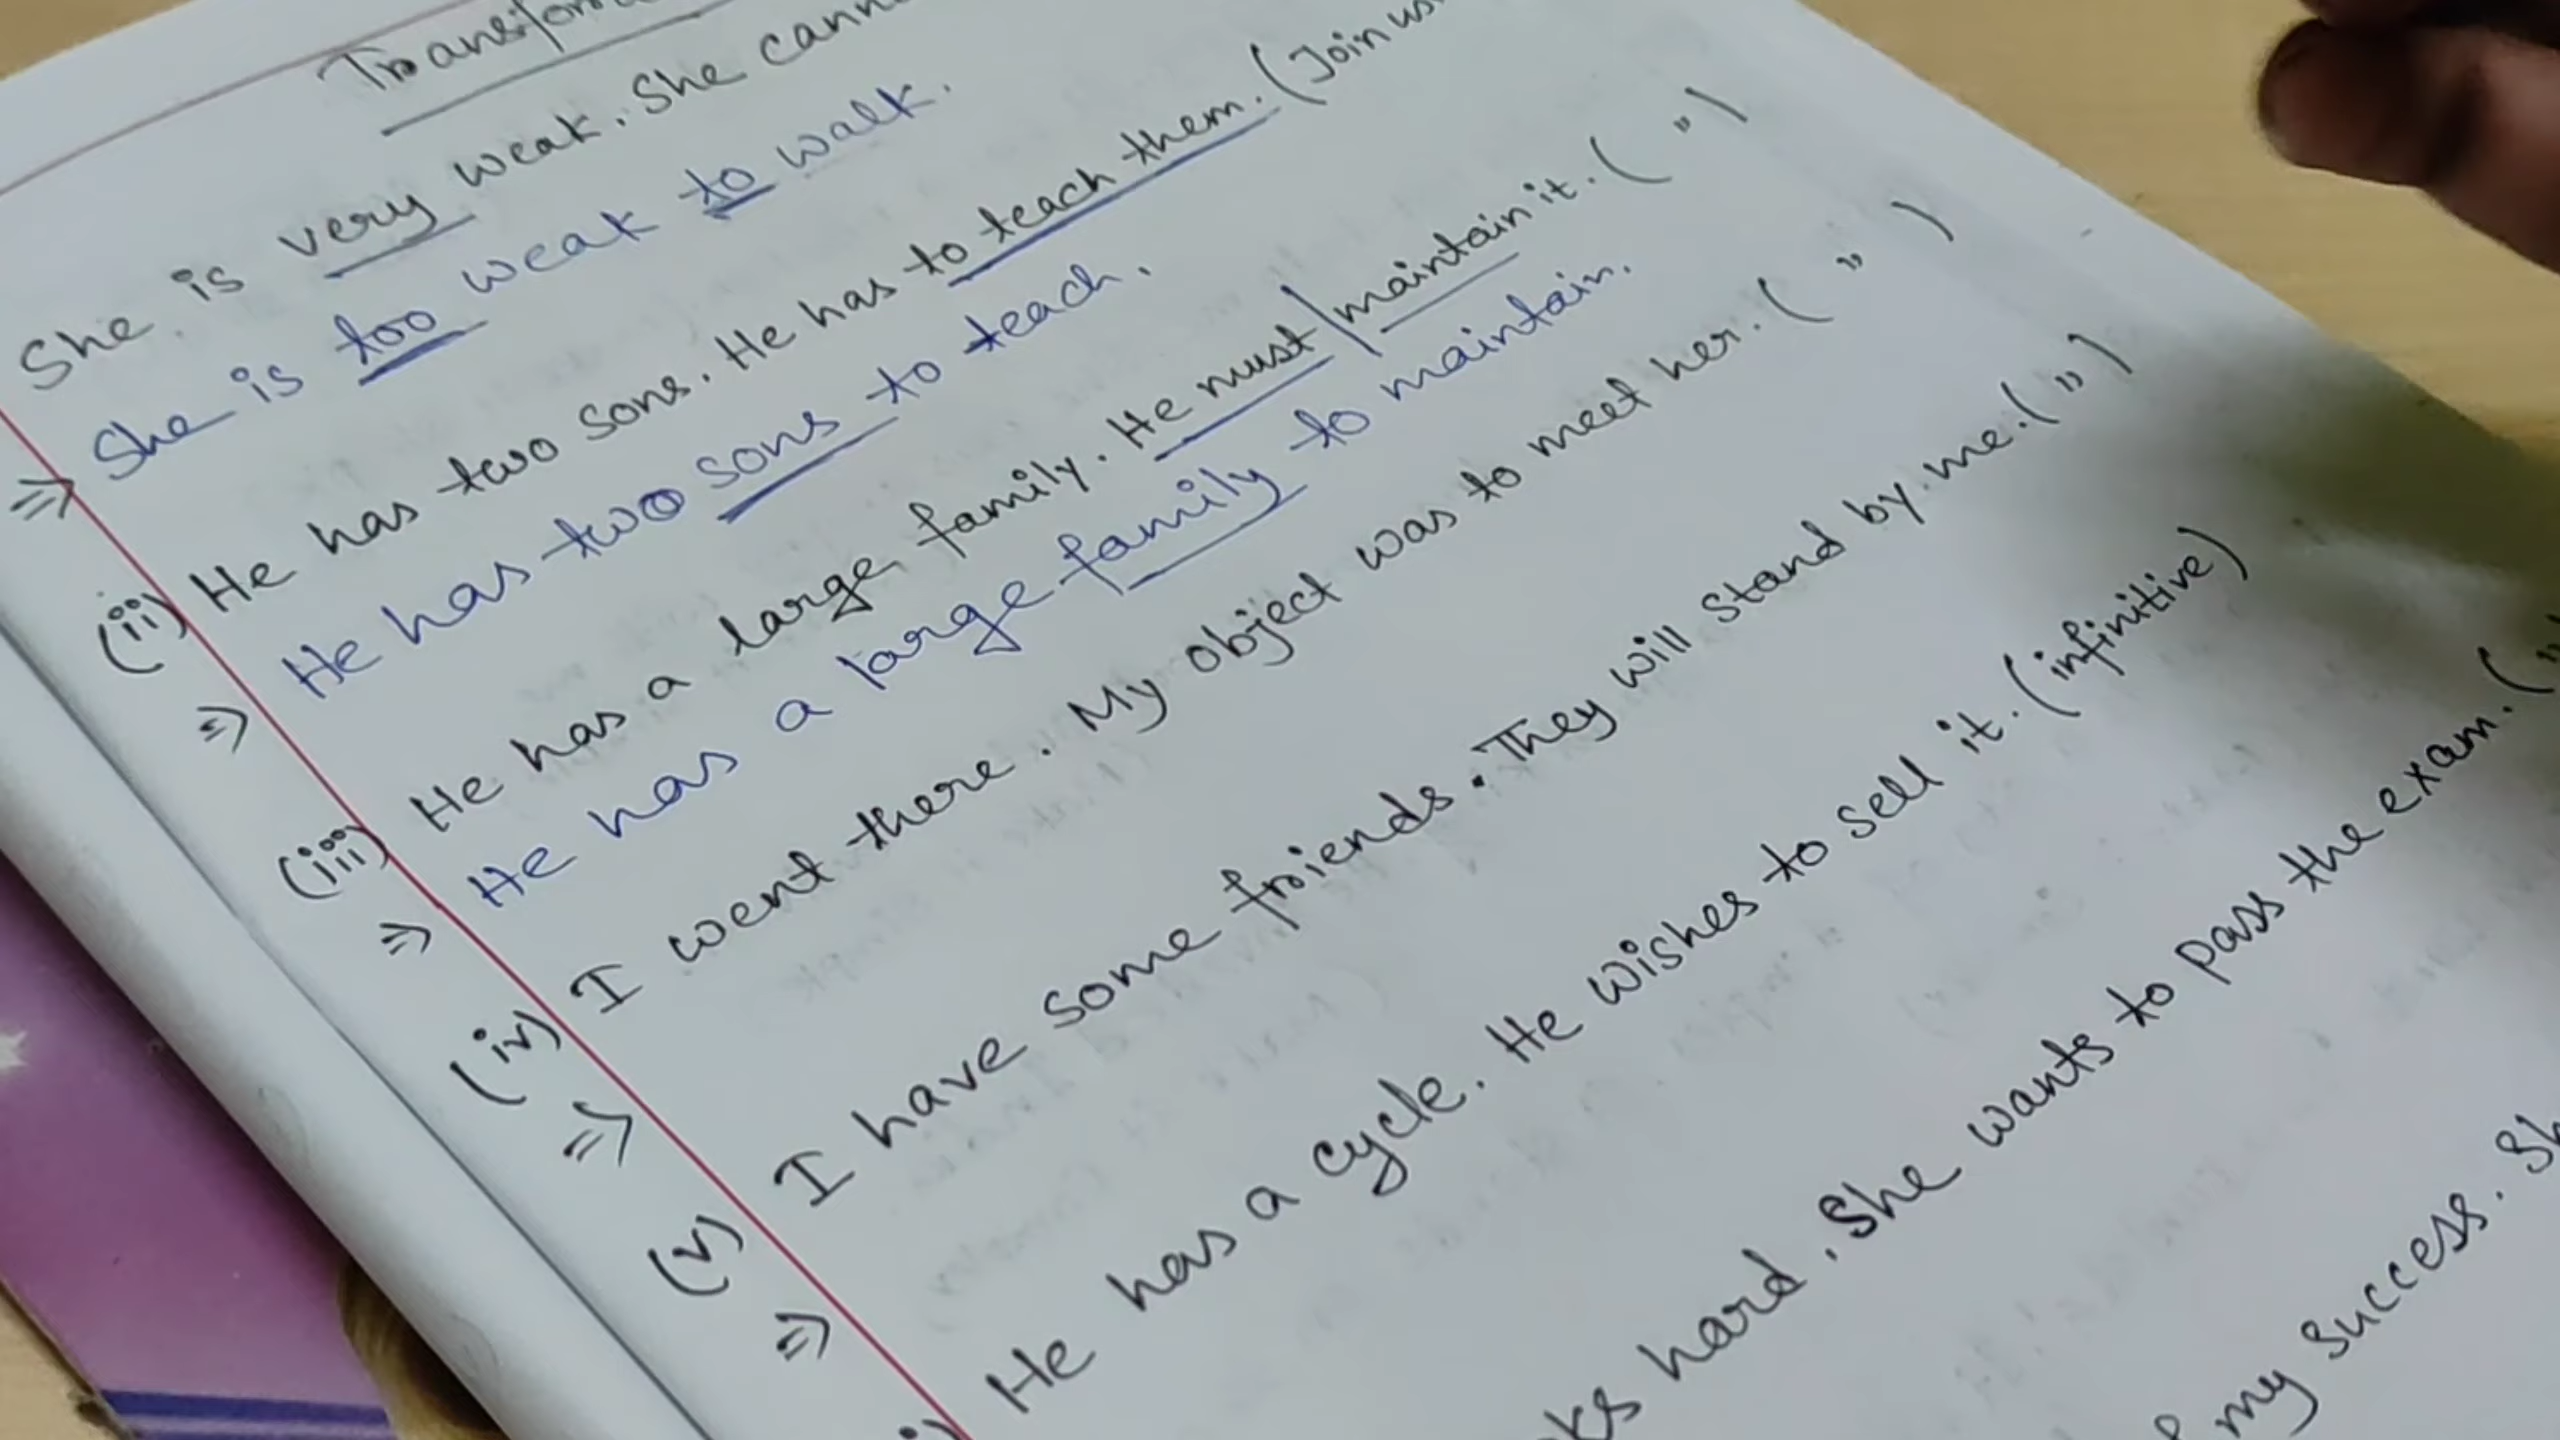 She is very weak. She
=> She is too weak to walk.
(ii) He has two sons. He has to teach them. (Join
=> He has two sons to teach.
(iii) He has a large family. He must maintain it. ( " )
=> He has a large family to maintain.
(iv) I went there. My object was to meet her. ( " )
=>
(v) I have some friends. They will stand by me. ( " )
=>
He has a cycle. He wishes to sell it. (infinitive)
hard. She wants to pass the exam. ( "
my success.